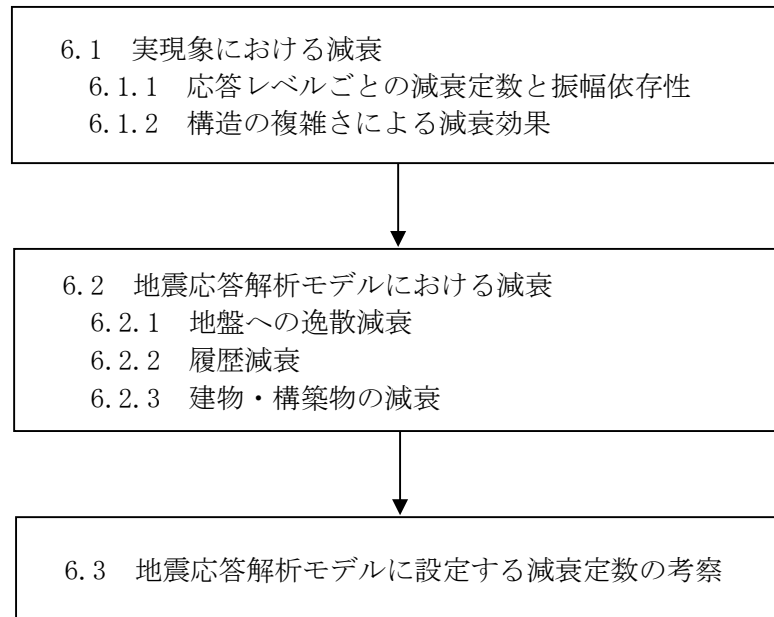 6.1 実現象における減衰
6.1.1 応答レベルごとの減衰定数と振幅依存性
6.1.2 構造の複雑さによる減衰効果
6.2 地震応答解析モデルにおける減衰
6.2.1 地盤への逸散減衰
6.2.2 履歴減衰
6.2.3 建物・構築物の減衰
6.3 地震応答解析モデルに設定する減衰定数の考察